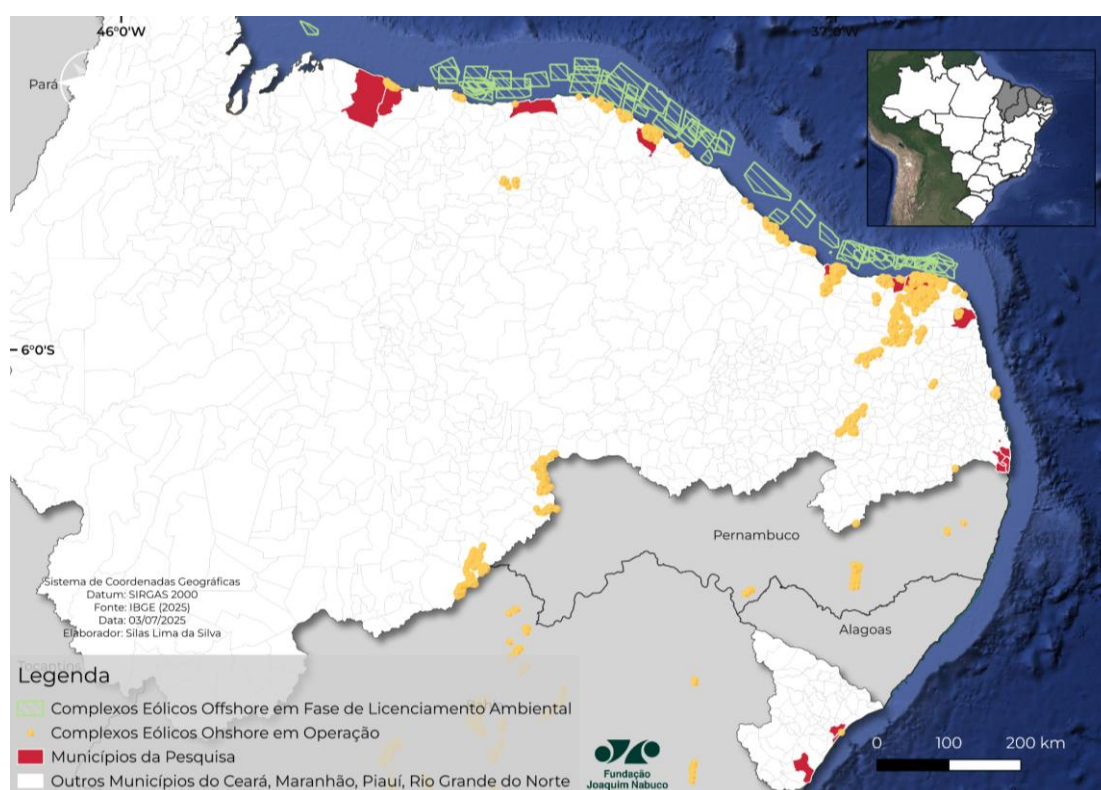 46°0'W
37°0'W
Pará
6°0'S
Pernambuco
Alagoas
Sistema de Coordenadas Geográficas
Datum: SIRGAS 2000
Fonte: IBGE (2025)
Data: 03/07/2025
Elaborador: Silas Lima da Silva
Tocantins
Legenda
Complexos Eólicos Offshore em Fase de Licenciamento Ambiental
Complexos Eólicos Ohshore em Operação
Municípios da Pesquisa
Outros Municípios do Ceará, Maranhão, Piauí, Rio Grande do Norte
Fundação
Joaquim Nabuco
0 100 200 km